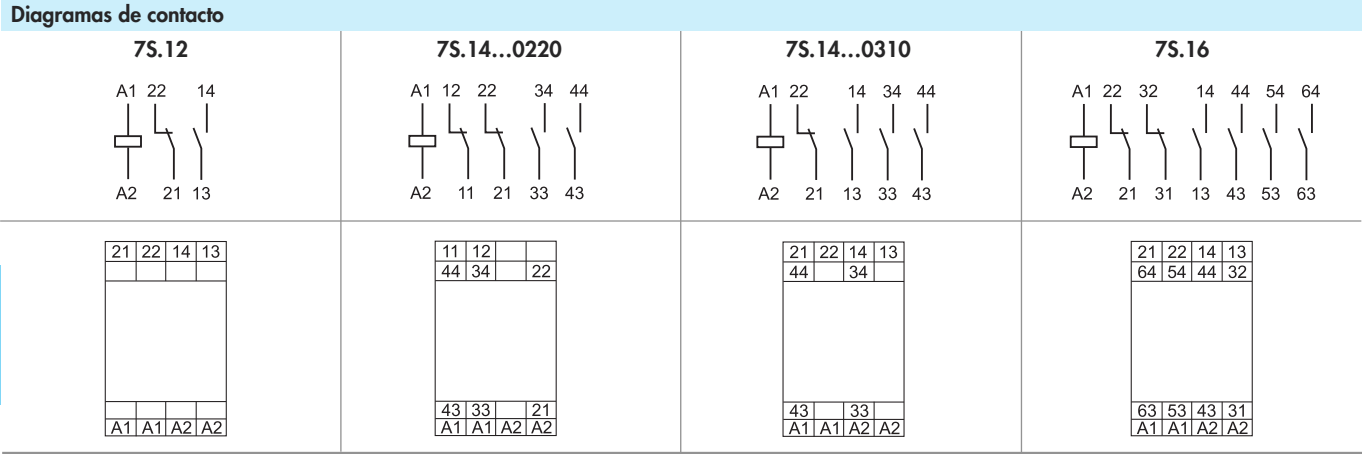 Diagramas de contacto
7S.12
A1 22 14
A2 21 13
21 22 14 13
A1 A1 A2 A2
7S.14...0220
A1 12 22 34 44
A2 11 21 33 43
11 12
44 34 22
43 33 21
A1 A1 A2 A2
7S.14...0310
A1 22 14 34 44
A2 21 13 33 43
21 22 14 13
44 34
43 33
A1 A1 A2 A2
7S.16
A1 22 32 14 44 54 64
A2 21 31 13 43 53 63
21 22 14 13
64 54 44 32
63 53 43 31
A1 A1 A2 A2